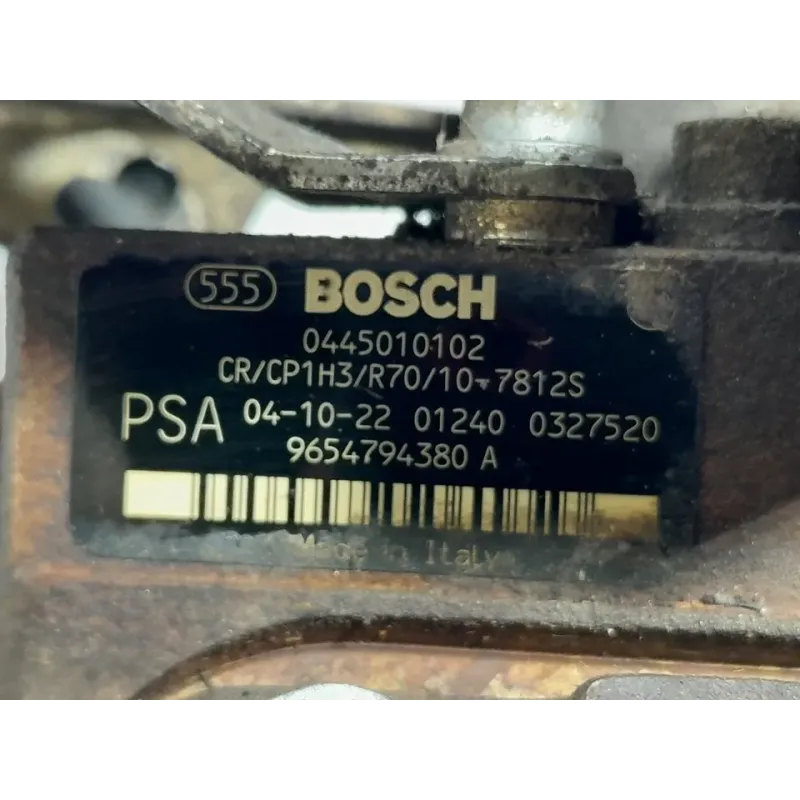 555 BOSCH
0445010102
CR/CP1H3/R70/10-7812S
PSA 04-10-22 01240 0327520
9654794380 A
Made in Italy